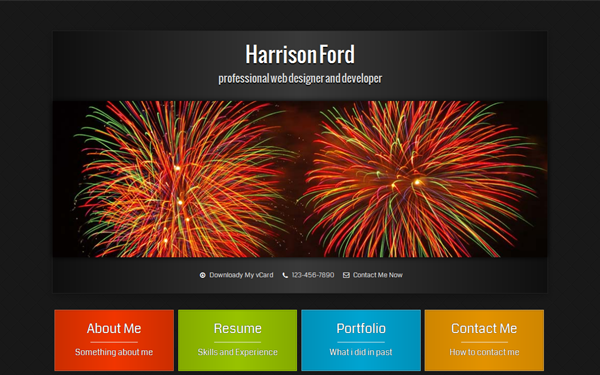 Harrison Ford
professional web designer and developer
Downloady My vCard 123-456-7890 Contact Me Now
About Me Resume Portfolio Contact Me
Something about me Skills and Experience What i did in past How to contact me